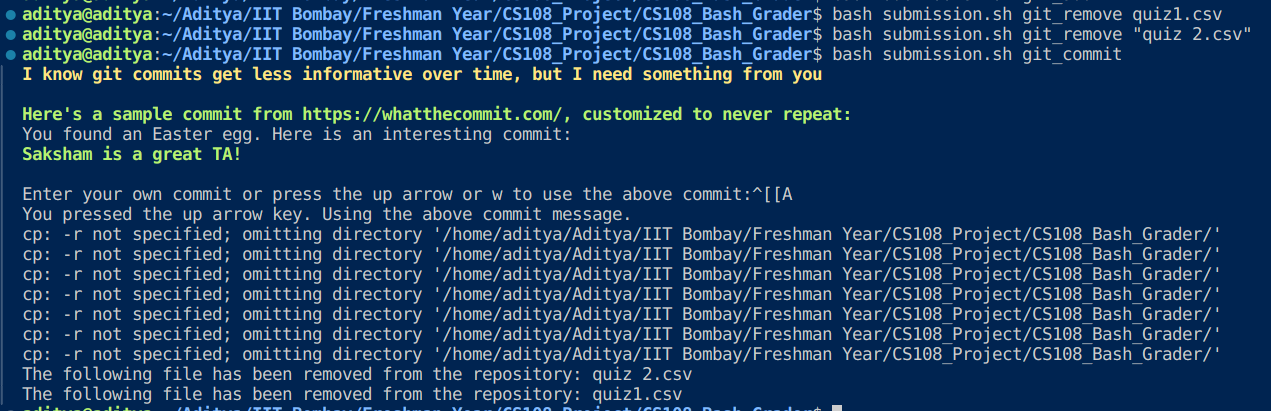 aditya@aditya:~/Aditya/IIT Bombay/Freshman Year/CS108_Project/CS108_Bash_Grader$ bash submission.sh git_remove quiz1.csv
aditya@aditya:~/Aditya/IIT Bombay/Freshman Year/CS108_Project/CS108_Bash_Grader$ bash submission.sh git_remove "quiz 2.csv"
aditya@aditya:~/Aditya/IIT Bombay/Freshman Year/CS108_Project/CS108_Bash_Grader$ bash submission.sh git_commit
I know git commits get less informative over time, but I need something from you
Here's a sample commit from https://whatthecommit.com/, customized to never repeat:
You found an Easter egg. Here is an interesting commit:
Saksham is a great TA!
Enter your own commit or press the up arrow or w to use the above commit:^[[A
You pressed the up arrow key. Using the above commit message.
cp: -r not specified; omitting directory '/home/aditya/Aditya/IIT Bombay/Freshman Year/CS108_Project/CS108_Bash_Grader/'
cp: -r not specified; omitting directory '/home/aditya/Aditya/IIT Bombay/Freshman Year/CS108_Project/CS108_Bash_Grader/'
cp: -r not specified; omitting directory '/home/aditya/Aditya/IIT Bombay/Freshman Year/CS108_Project/CS108_Bash_Grader/'
cp: -r not specified; omitting directory '/home/aditya/Aditya/IIT Bombay/Freshman Year/CS108_Project/CS108_Bash_Grader/'
cp: -r not specified; omitting directory '/home/aditya/Aditya/IIT Bombay/Freshman Year/CS108_Project/CS108_Bash_Grader/'
cp: -r not specified; omitting directory '/home/aditya/Aditya/IIT Bombay/Freshman Year/CS108_Project/CS108_Bash_Grader/'
cp: -r not specified; omitting directory '/home/aditya/Aditya/IIT Bombay/Freshman Year/CS108_Project/CS108_Bash_Grader/'
The following file has been removed from the repository: quiz 2.csv
The following file has been removed from the repository: quiz1.csv
aditya@aditya:~/Aditya/IIT Bombay/Freshman Year/CS108_Project/CS108_Bash_Grader$